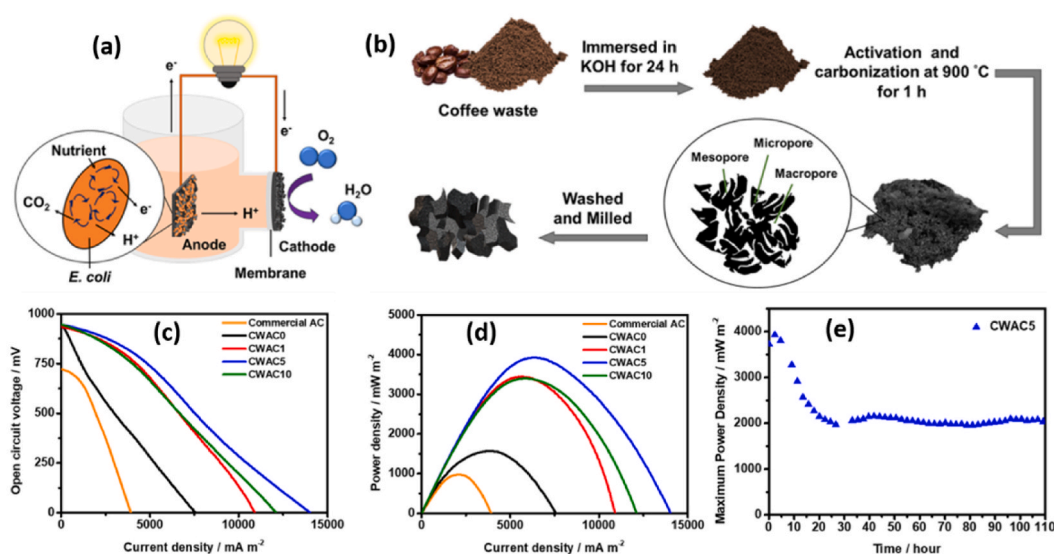 (a)
e-
e-
O2
Nutrient
CO2
e-
H+
H+
H2O
Anode
Cathode
Membrane
E. coli
(b)
Immersed in
KOH for 24 h
Activation and
carbonization at 900 °C
for 1 h
Coffee waste
Micropore
Mesopore
Macropore
Washed
and Milled
(c)
Open circuit voltage / mV
1000
750
500
250
0
0
5000
10000
15000
Current density / mA m-2
Commercial AC
CWAC0
CWAC1
CWAC5
CWAC10
(d)
Power density / mW m-2
5000
4000
3000
2000
1000
0
0
5000
10000
15000
Current density / mA m-2
Commercial AC
CWAC0
CWAC1
CWAC5
CWAC10
(e)
CWAC5
Maximum Power Density / mW m-2
4000
3000
2000
1000
0
0
10
20
30
40
50
60
70
80
90
100
110
Time / hour